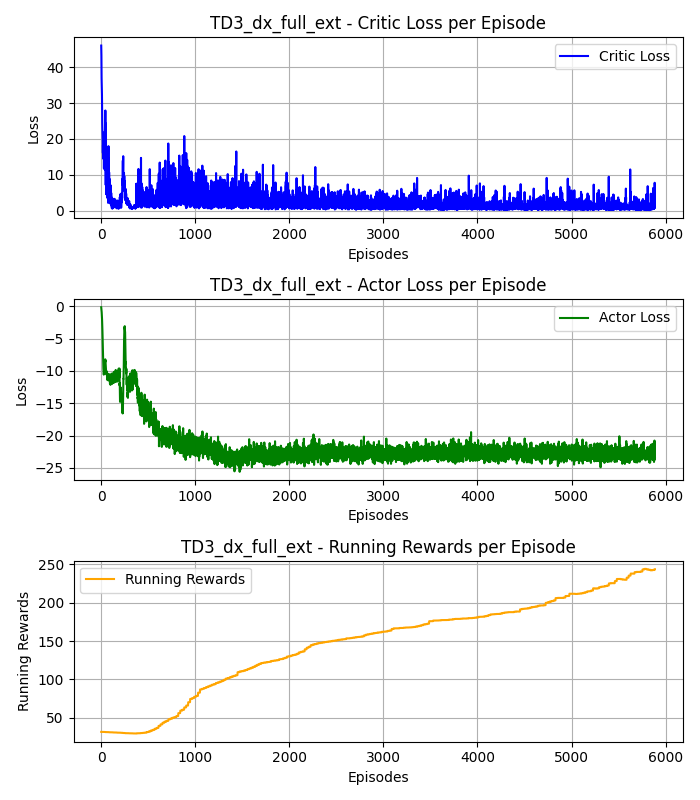 TD3_dx_full_ext - Critic Loss per Episode
40
30
20
10
0
Loss
Critic Loss
0 1000 2000 3000 4000 5000 6000
Episodes
TD3_dx_full_ext - Actor Loss per Episode
0
−5
−10
−15
−20
−25
Loss
Actor Loss
0 1000 2000 3000 4000 5000 6000
Episodes
TD3_dx_full_ext - Running Rewards per Episode
250
200
150
100
50
Running Rewards
Running Rewards
0 1000 2000 3000 4000 5000 6000
Episodes